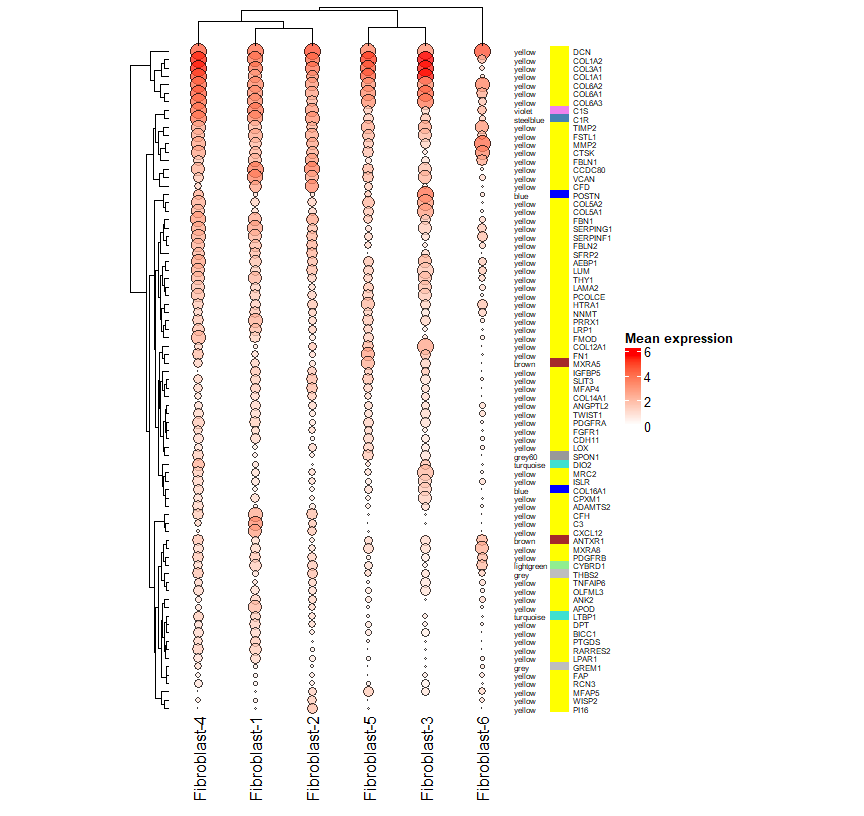 yellow DCN
yellow COL1A2
yellow COL3A1
yellow COL1A1
yellow COL6A2
yellow COL6A1
yellow COL6A3
violet C1S
steelblue C1R
yellow TIMP2
yellow FSTL1
yellow MMP2
yellow CTSK
yellow FBLN1
yellow CCDC80
yellow VCAN
yellow CFD
blue POSTN
yellow COL5A2
yellow COL5A1
yellow FBN1
yellow SERPING1
yellow SERPINF1
yellow FBLN2
yellow SFRP2
yellow AEBP1
yellow LUM
yellow THY1
yellow LAMA2
yellow PCOLCE
yellow HTRA1
yellow NNMT
yellow PRRX1
yellow LRP1
yellow FMOD
yellow COL12A1
yellow FN1
brown MXRA5
yellow IGFBP5
yellow SLIT3
yellow MFAP4
yellow COL14A1
yellow ANGPTL2
yellow TWIST1
yellow PDGFRA
yellow FGFR1
yellow CDH11
yellow LOX
grey60 SPON1
turquoise DIO2
yellow MRC2
yellow ISLR
blue COL16A1
yellow CPXM1
yellow ADAMTS2
yellow CFH
yellow C3
yellow CXCL12
brown ANTXR1
yellow MXRA8
yellow PDGFRB
lightgreen CYBRD1
grey THBS2
yellow TNFAIP6
yellow OLFML3
yellow ANK2
yellow APOD
turquoise LTBP1
yellow DPT
yellow BICC1
yellow PTGDS
yellow RARRES2
yellow LPAR1
grey GREM1
yellow FAP
yellow RCN3
yellow MFAP5
yellow WISP2
yellow PI16
Mean expression
6
4
2
0
Fibroblast-4
Fibroblast-1
Fibroblast-2
Fibroblast-5
Fibroblast-3
Fibroblast-6